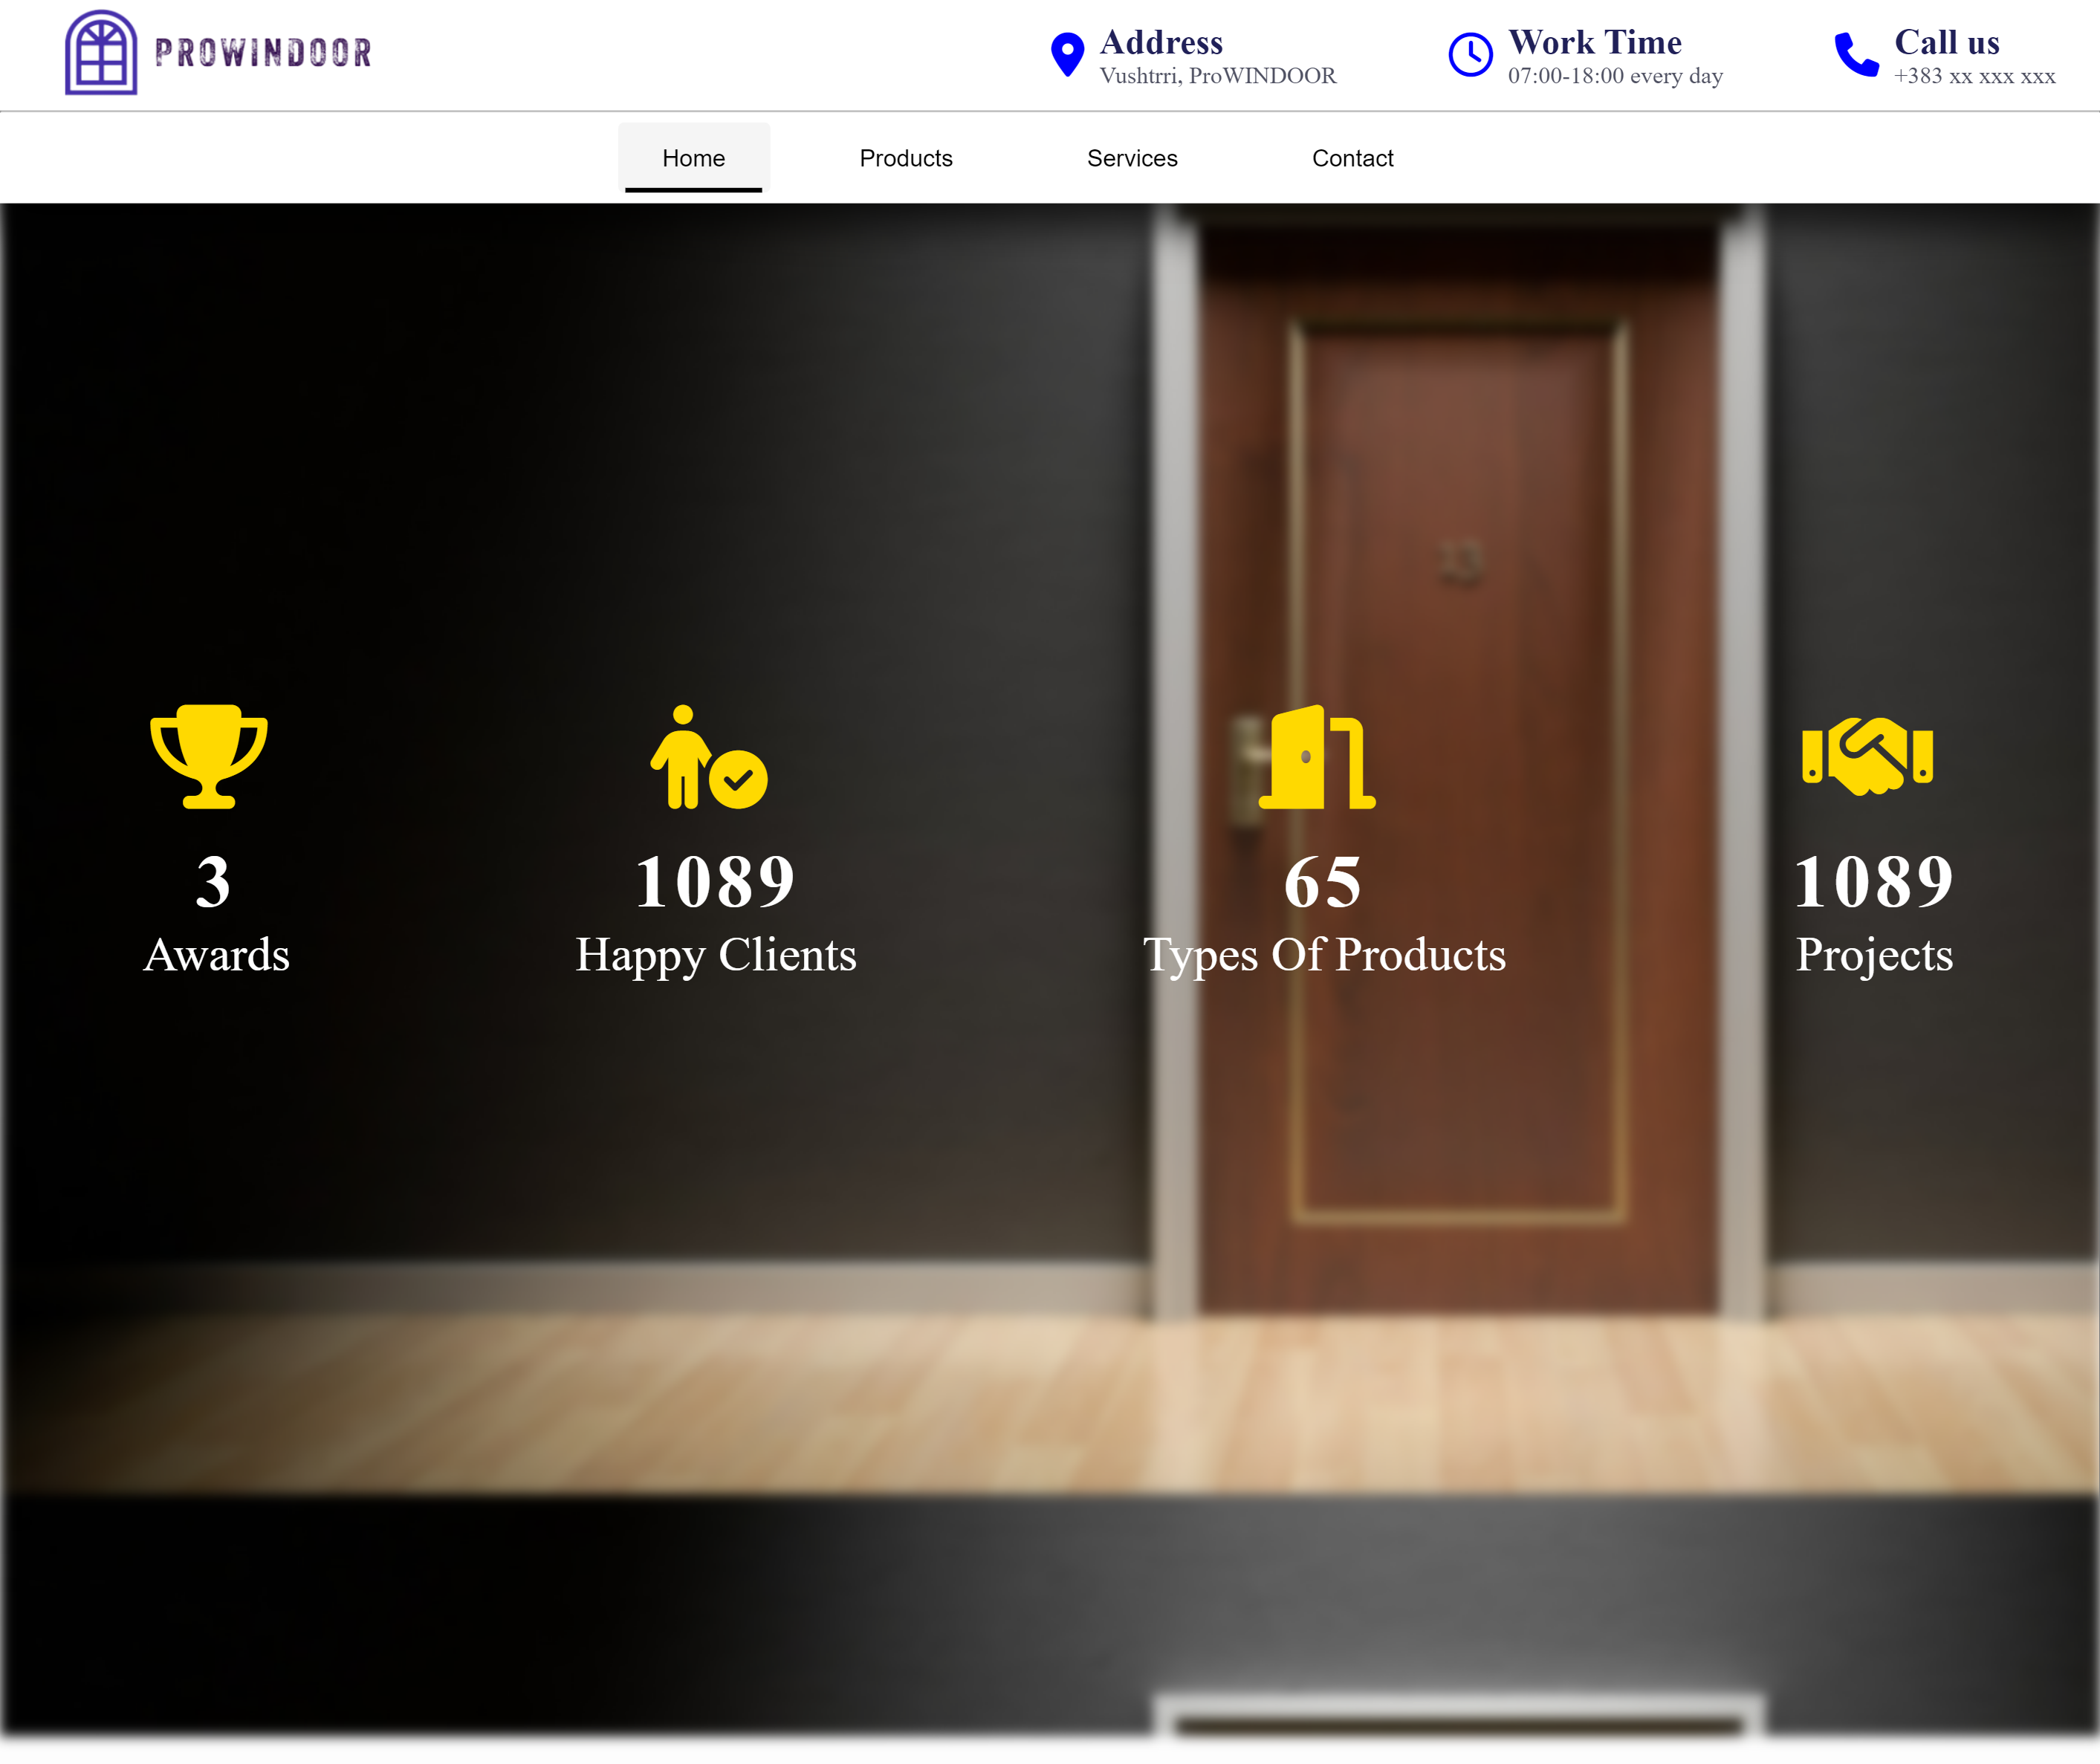 PROWINDOOR
Address
Vushtrri, ProWINDOOR
Work Time
07:00-18:00 every day
Call us
+383 xx xxx xxx
Home
Products
Services
Contact
13
3
Awards
1089
Happy Clients
65
Types Of Products
1089
Projects